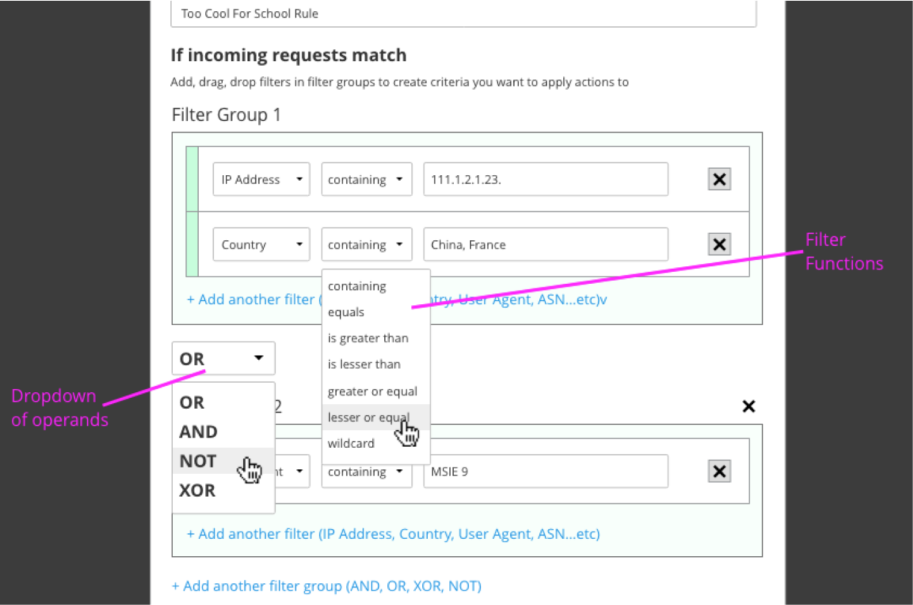 Too Cool For School Rule
If incoming requests match
Add, drag, drop filters in filter groups to create criteria you want to apply actions to
Filter Group 1
IP Address containing 111.1.2.1.23.
Country containing China, France
Filter
Functions
containing
+ Add another filter ( try, User Agent, ASN...etc)v
equals
is greater than
is lesser than
greater or equal
lesser or equal
wildcard
OR
Dropdown
of operands
OR
AND
NOT
XOR
2
nt containing MSIE 9
+ Add another filter (IP Address, Country, User Agent, ASN...etc)
+ Add another filter group (AND, OR, XOR, NOT)